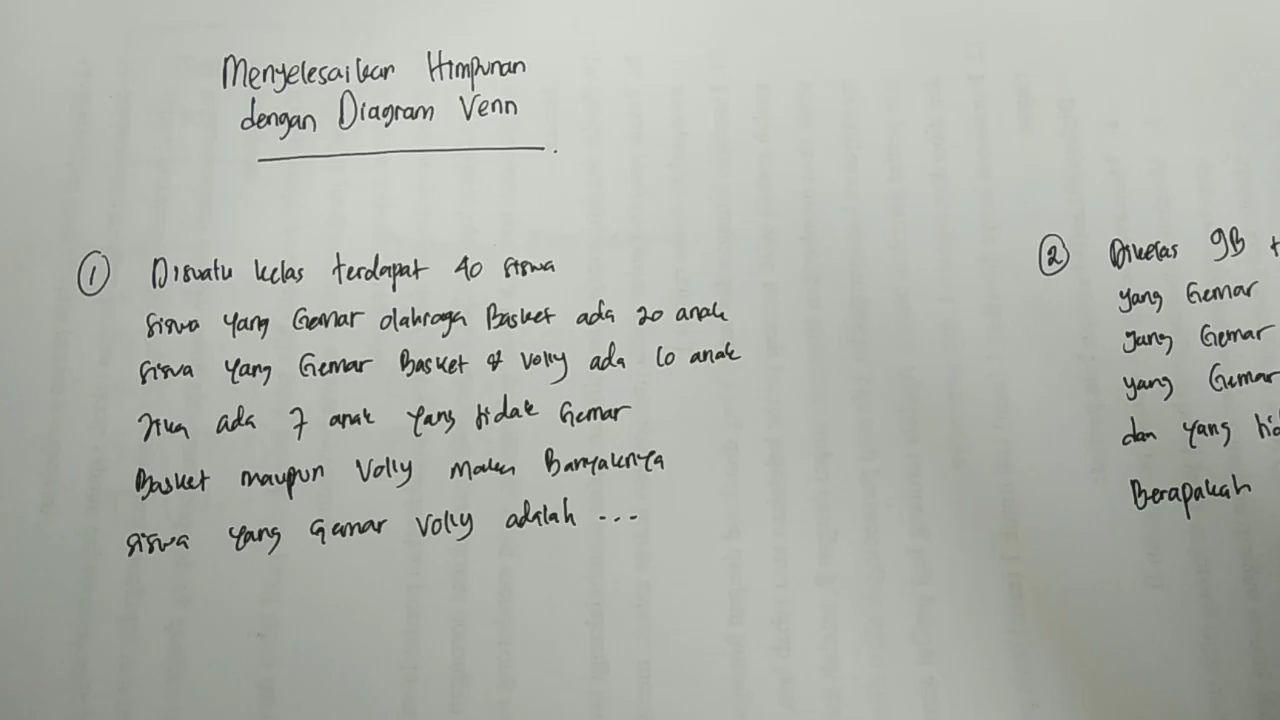 Menyelesaikan Himpunan
dengan Diagram Venn
① Disuatu kelas terdapat 40 siswa
siswa yang Gemar olahraga Basket ada 20 anak
siswa yang Gemar Basket & Volly ada 10 anak
Jika ada 7 anak yang tidak Gemar
Basket maupun Volly maka Banyaknya
siswa yang Gemar Volly adalah ...
② Dikelas 9B t
yang Gemar
yang Gemar
yang Gemar
dan yang tid
Berapakah